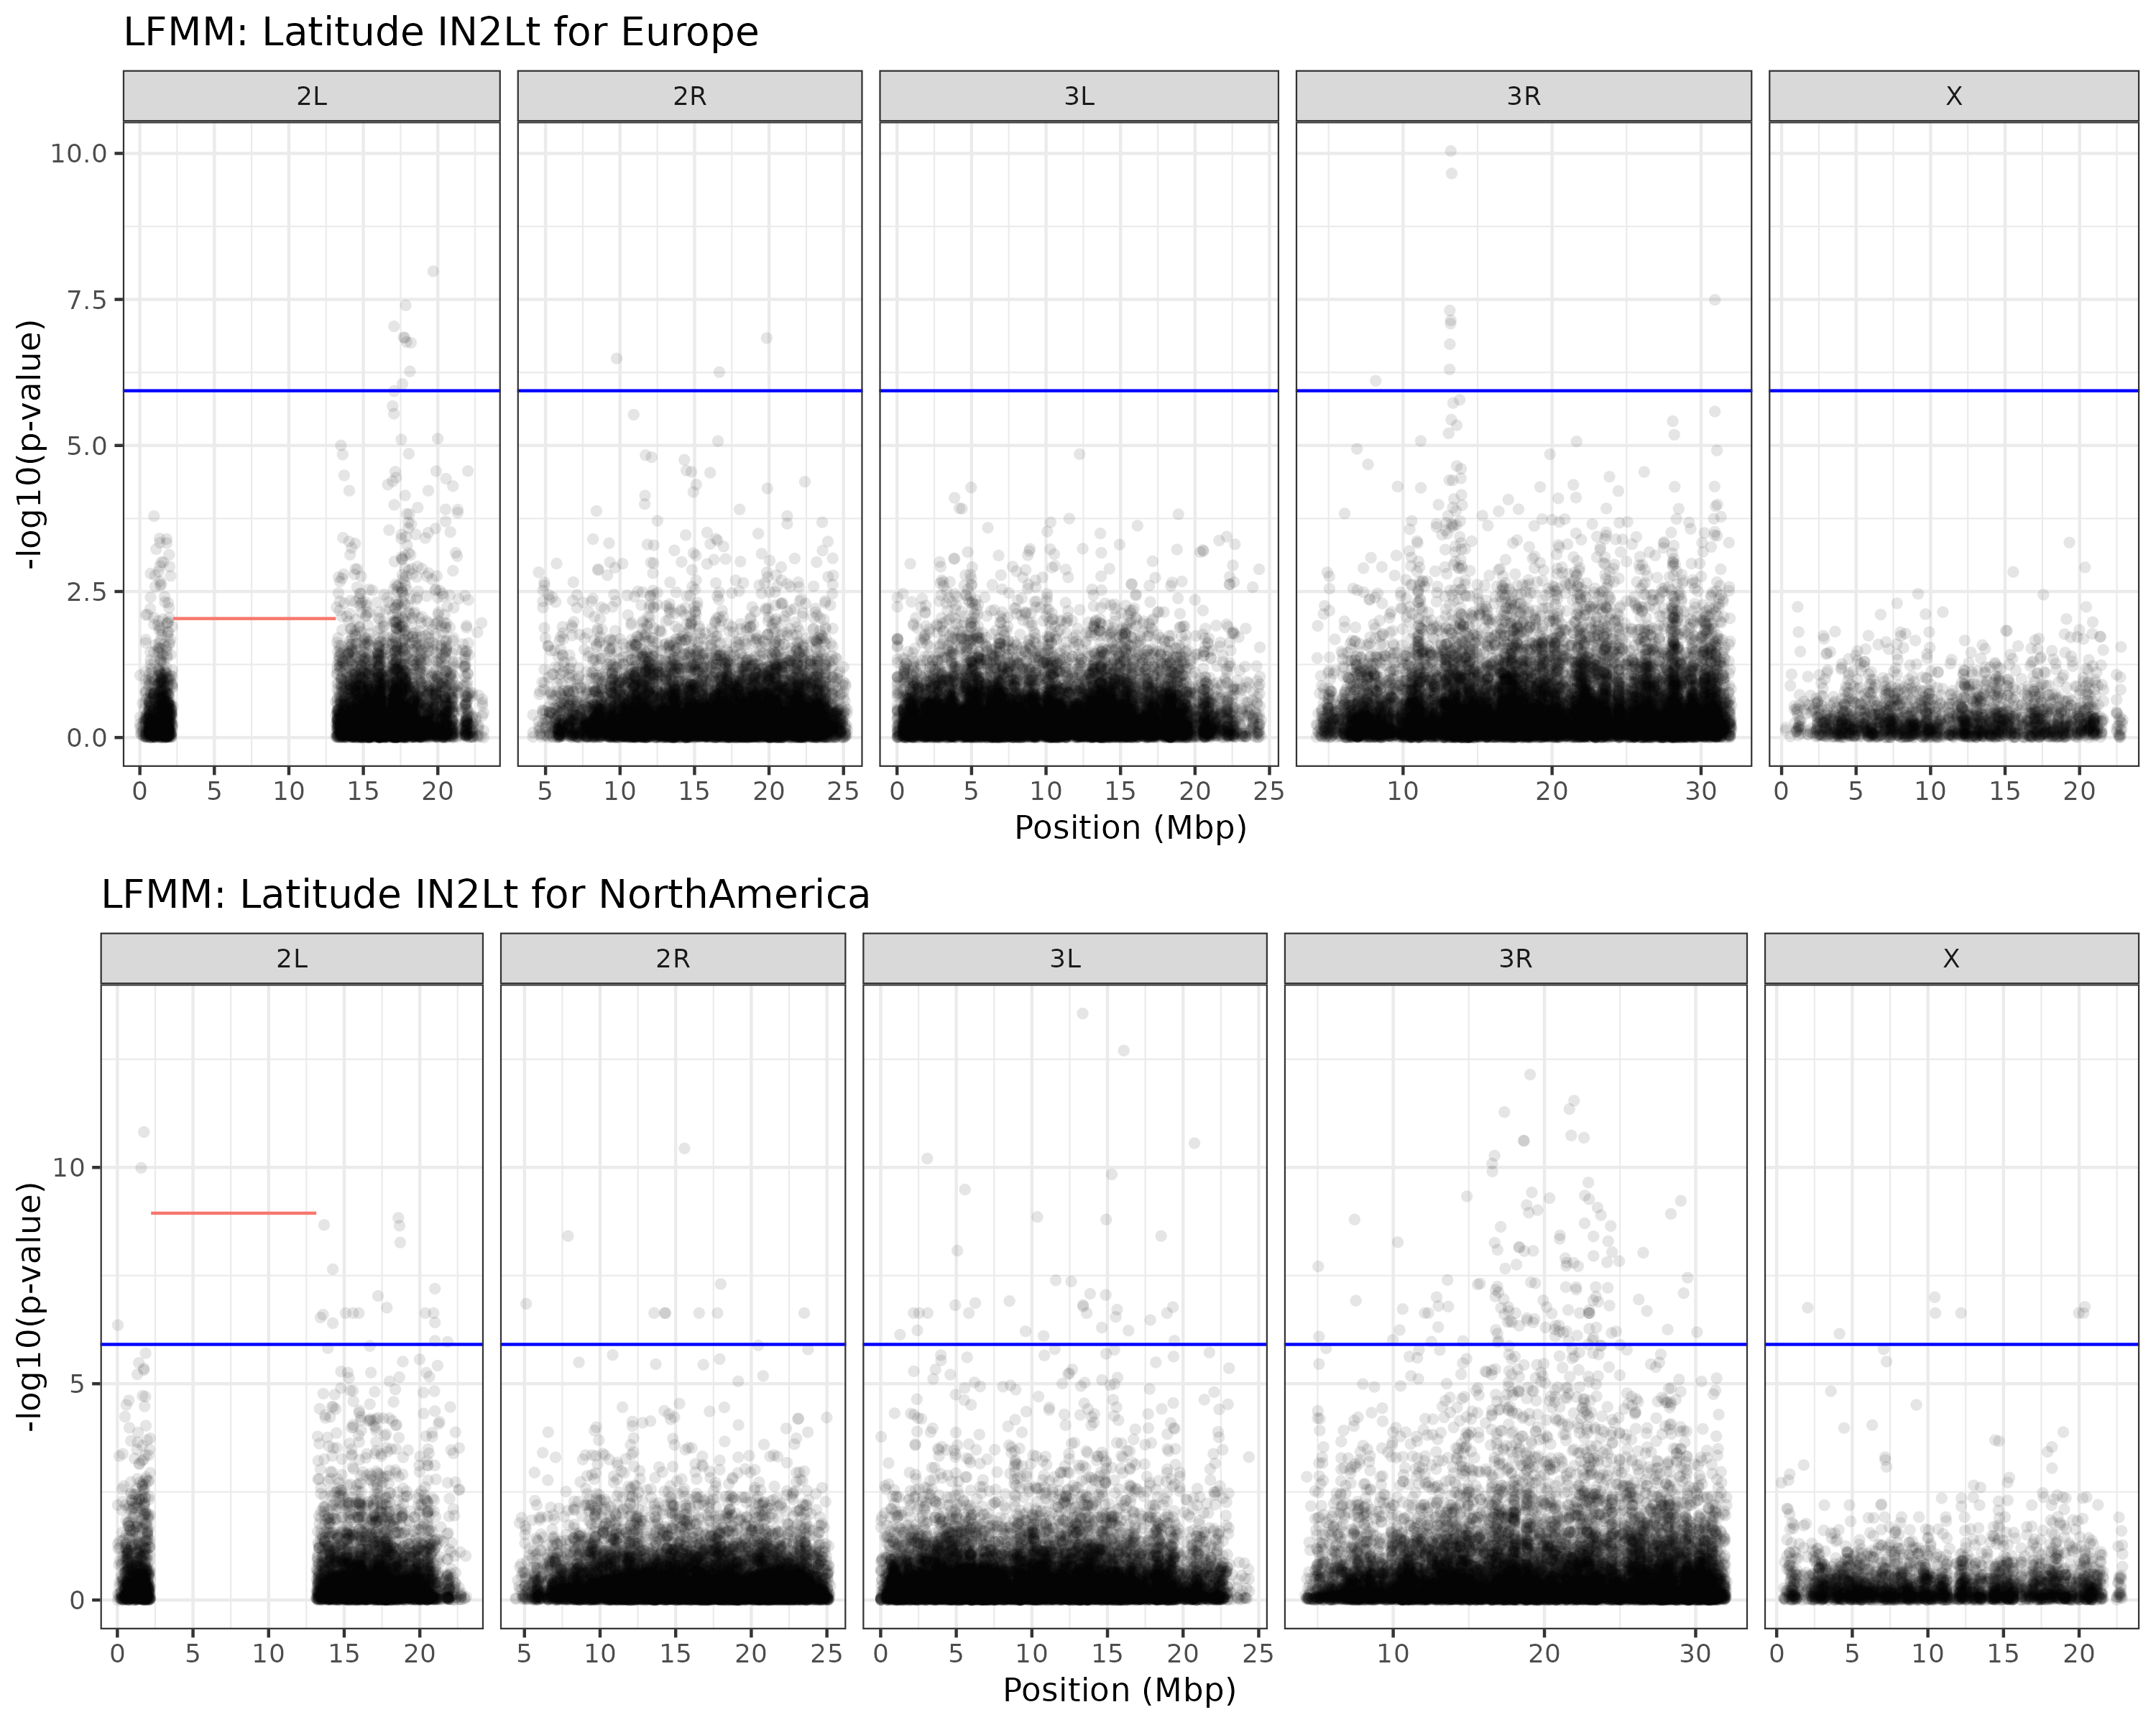 LFMM: Latitude IN2Lt for Europe
2L 2R 3L 3R X
10.0
7.5
5.0
2.5
0.0
-log10(p-value)
0 5 10 15 20 5 10 15 20 25 0 5 10 15 20 25 10 20 30 0 5 10 15 20
Position (Mbp)
LFMM: Latitude IN2Lt for NorthAmerica
2L 2R 3L 3R X
10
5
0
-log10(p-value)
0 5 10 15 20 5 10 15 20 25 0 5 10 15 20 25 10 20 30 0 5 10 15 20
Position (Mbp)